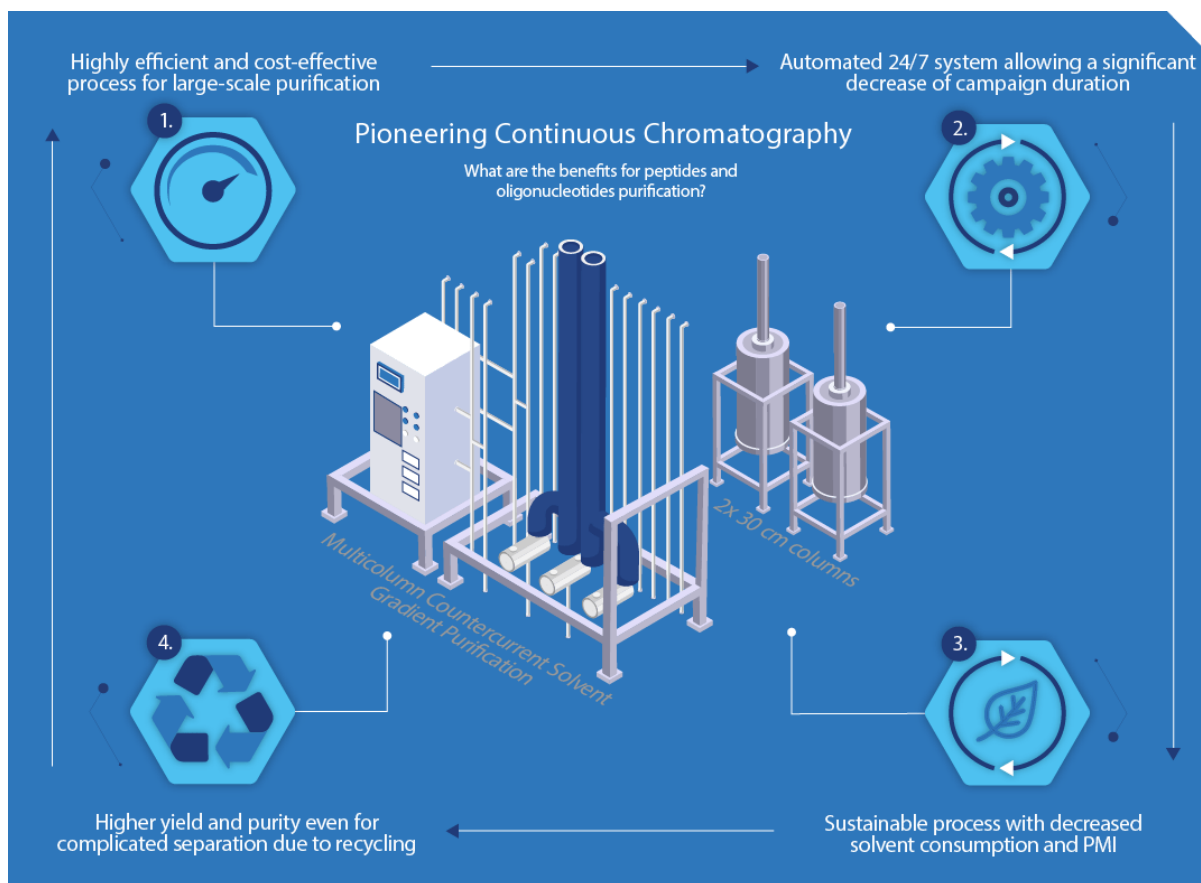 Highly efficient and cost-effective
process for large-scale purification
Automated 24/7 system allowing a significant
decrease of campaign duration
1.
2.
Pioneering Continuous Chromatography
What are the benefits for peptides and
oligonucleotides purification?
Multicolumn Countercurrent Solvent
Gradient Purification
2x 30 cm columns
4.
3.
Higher yield and purity even for
complicated separation due to recycling
Sustainable process with decreased
solvent consumption and PMI